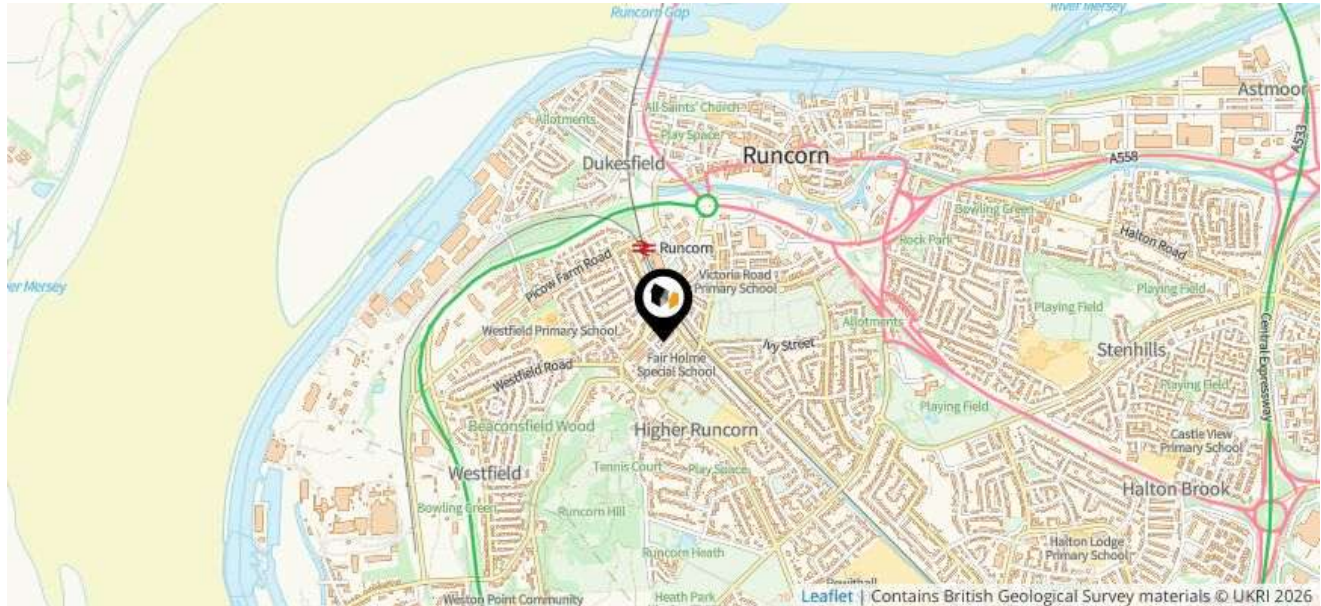 Runcorn Gap
River Mersey
Astmoor
All Saints' Church
Allotments
Play Space
Runcorn
Dukesfield
A558
A533
Bowling Green
Halton Road
Rock Park
Runcorn
Picow Farm Road
Victoria Road
Primary School
Playing Field
Playing Field
er Mersey
Westfield Primary School
Allotments
Ivy Street
Central Expressway
Stenhills
Fair Holme
Special School
Westfield Road
Playing Field
Playing Field
Beaconsfield Wood
Higher Runcorn
Castle View
Primary School
Westfield
Tennis Court
Play Space
Halton Brook
Bowling Green
Runcorn Hill
Halton Lodge
Primary School
Runcorn Heath
Weston Point Community
Heath Park
Leaflet | Contains British Geological Survey materials © UKRI 2026